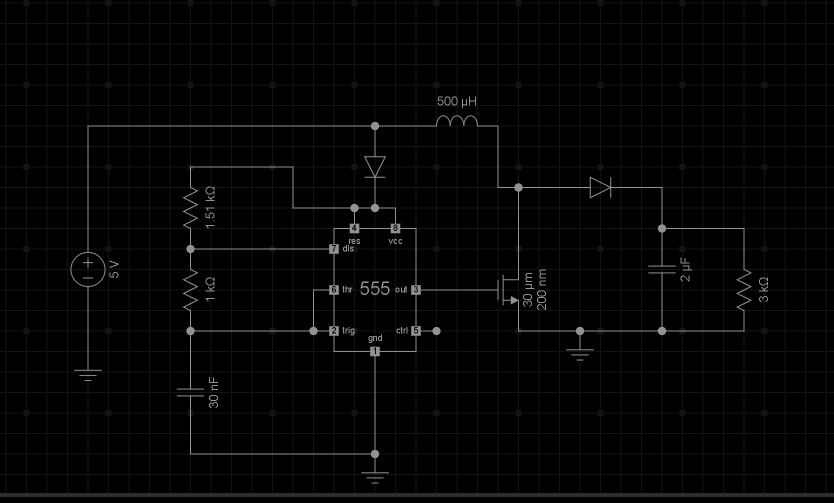 500 µH
1.51 kΩ
4
8
res
vcc
7
dis
5 V
1 kΩ
6
thr
555
out
3
30 µm
200 nm
2 µF
3 kΩ
2
trig
ctrl
5
gnd
1
30 nF